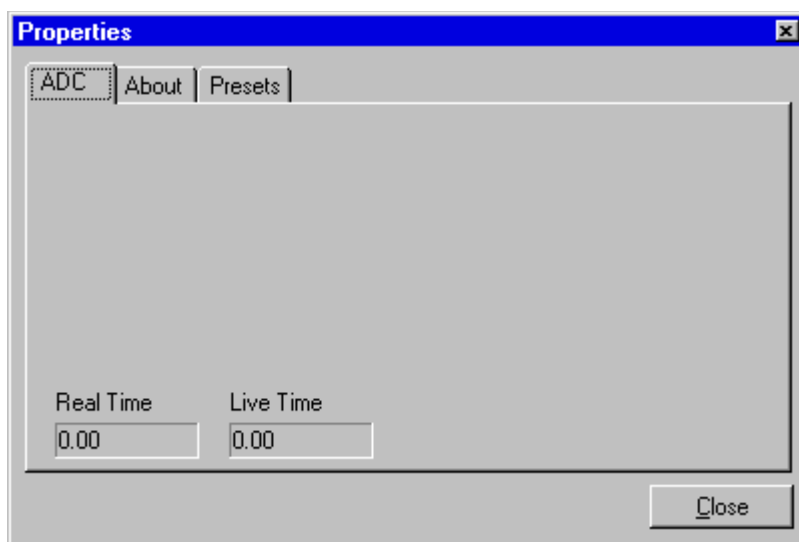 Properties
ADC About Presets
Real Time Live Time
0.00 0.00
Close